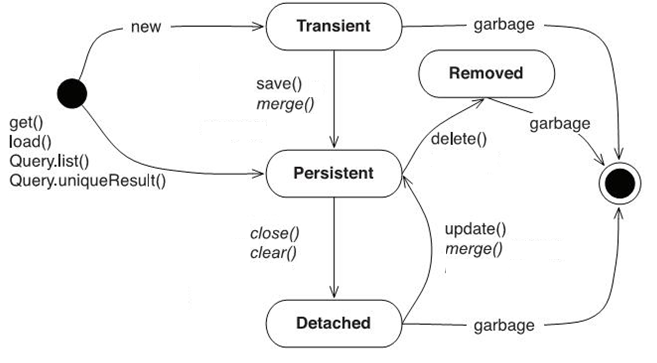 new
Transient
garbage
save()
merge()
Removed
get()
load()
Query.list()
Query.uniqueResult()
garbage
delete()
Persistent
close()
clear()
update()
merge()
Detached
garbage